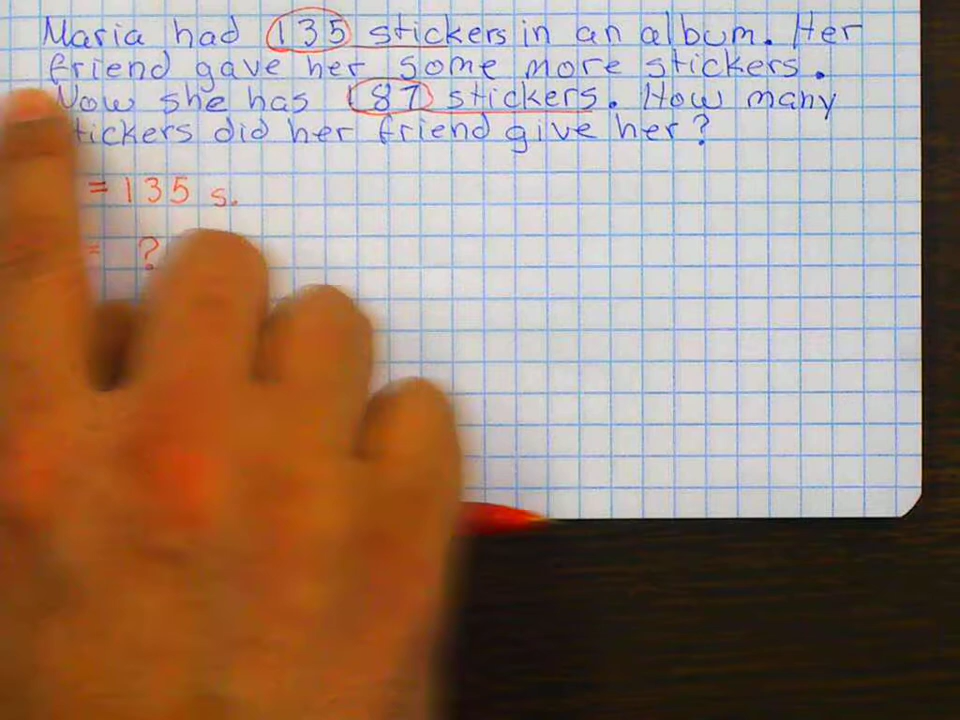 Maria had 135 stickers in an album. Her
friend gave her some more stickers.
Now she has 187 stickers. How many
tickers did her friend give her?
= 135 s.
= ?